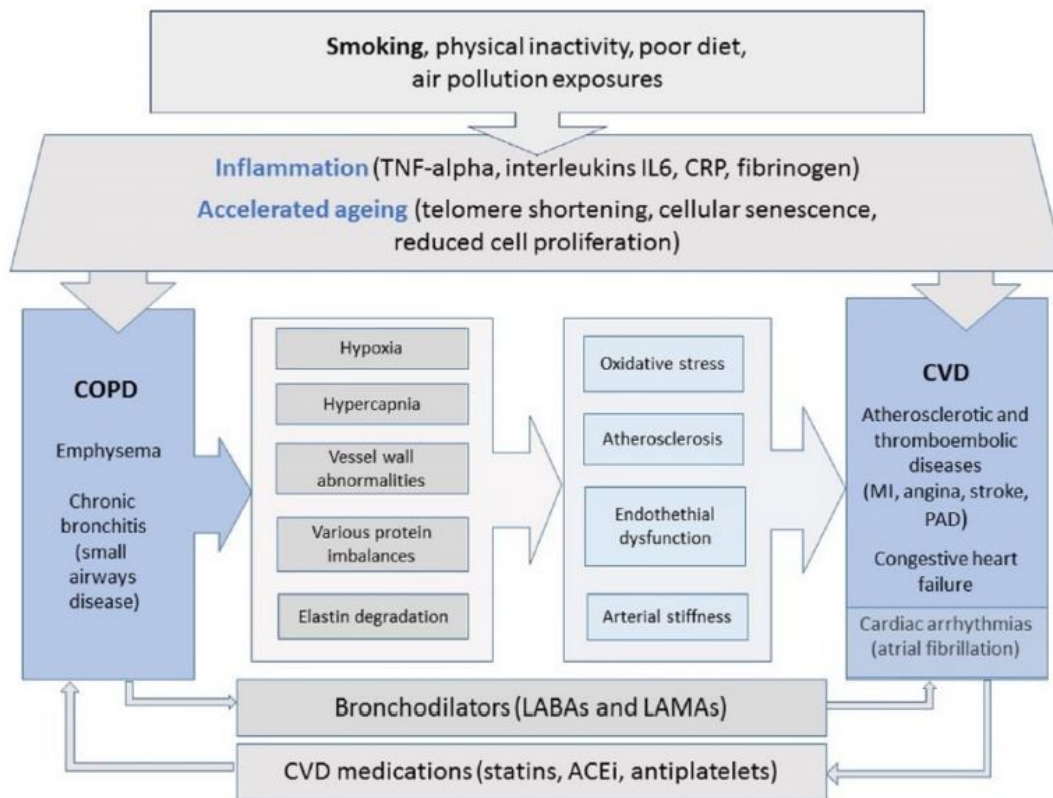 Smoking, physical inactivity, poor diet,
air pollution exposures
Inflammation (TNF-alpha, interleukins IL6, CRP, fibrinogen)
Accelerated ageing (telomere shortening, cellular senescence,
reduced cell proliferation)
COPD
Emphysema
Chronic
bronchitis
(small
airways
disease)
Hypoxia
Hypercapnia
Vessel wall
abnormalities
Various protein
imbalances
Elastin degradation
Oxidative stress
Atherosclerosis
Endothethial
dysfunction
Arterial stiffness
CVD
Atherosclerotic and
thromboembolic
diseases
(MI, angina, stroke,
PAD)
Congestive heart
failure
Cardiac arrhythmias
(atrial fibrillation)
Bronchodilators (LABAs and LAMAs)
CVD medications (statins, ACEi, antiplatelets)